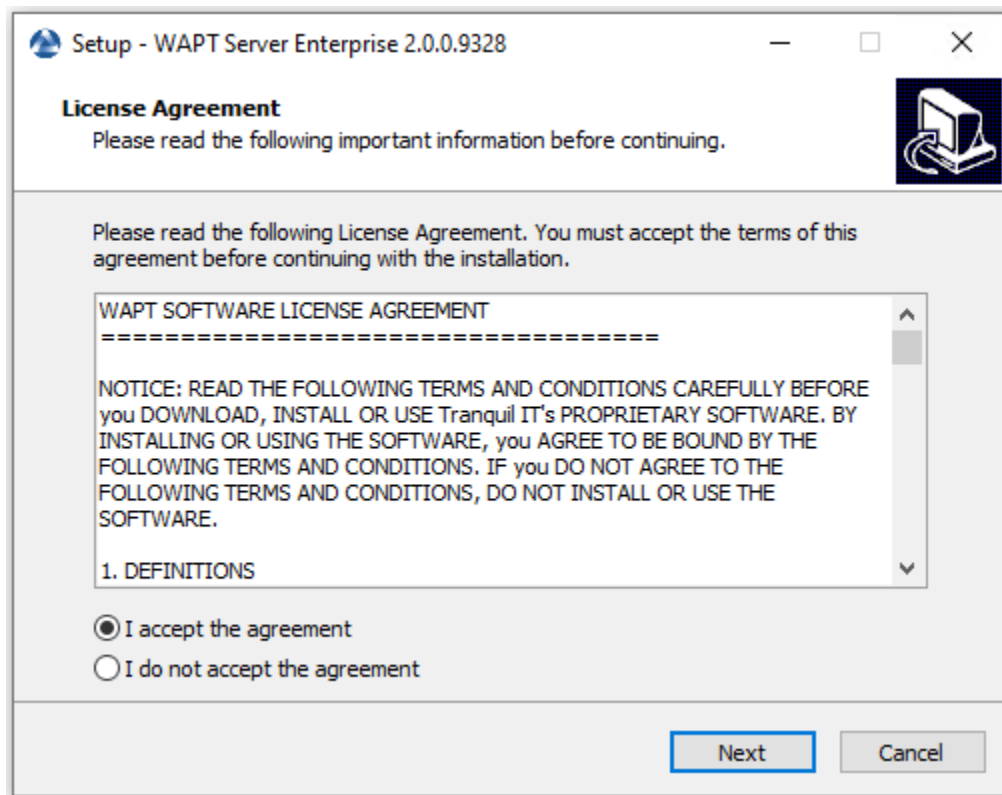 Setup - WAPT Server Enterprise 2.0.0.9328
License Agreement
Please read the following important information before continuing.
Please read the following License Agreement. You must accept the terms of this
agreement before continuing with the installation.
WAPT SOFTWARE LICENSE AGREEMENT
===================================
NOTICE: READ THE FOLLOWING TERMS AND CONDITIONS CAREFULLY BEFORE
you DOWNLOAD, INSTALL OR USE Tranquil IT's PROPRIETARY SOFTWARE. BY
INSTALLING OR USING THE SOFTWARE, you AGREE TO BE BOUND BY THE
FOLLOWING TERMS AND CONDITIONS. IF you DO NOT AGREE TO THE
FOLLOWING TERMS AND CONDITIONS, DO NOT INSTALL OR USE THE
SOFTWARE.
1. DEFINITIONS
I accept the agreement
I do not accept the agreement
Next
Cancel